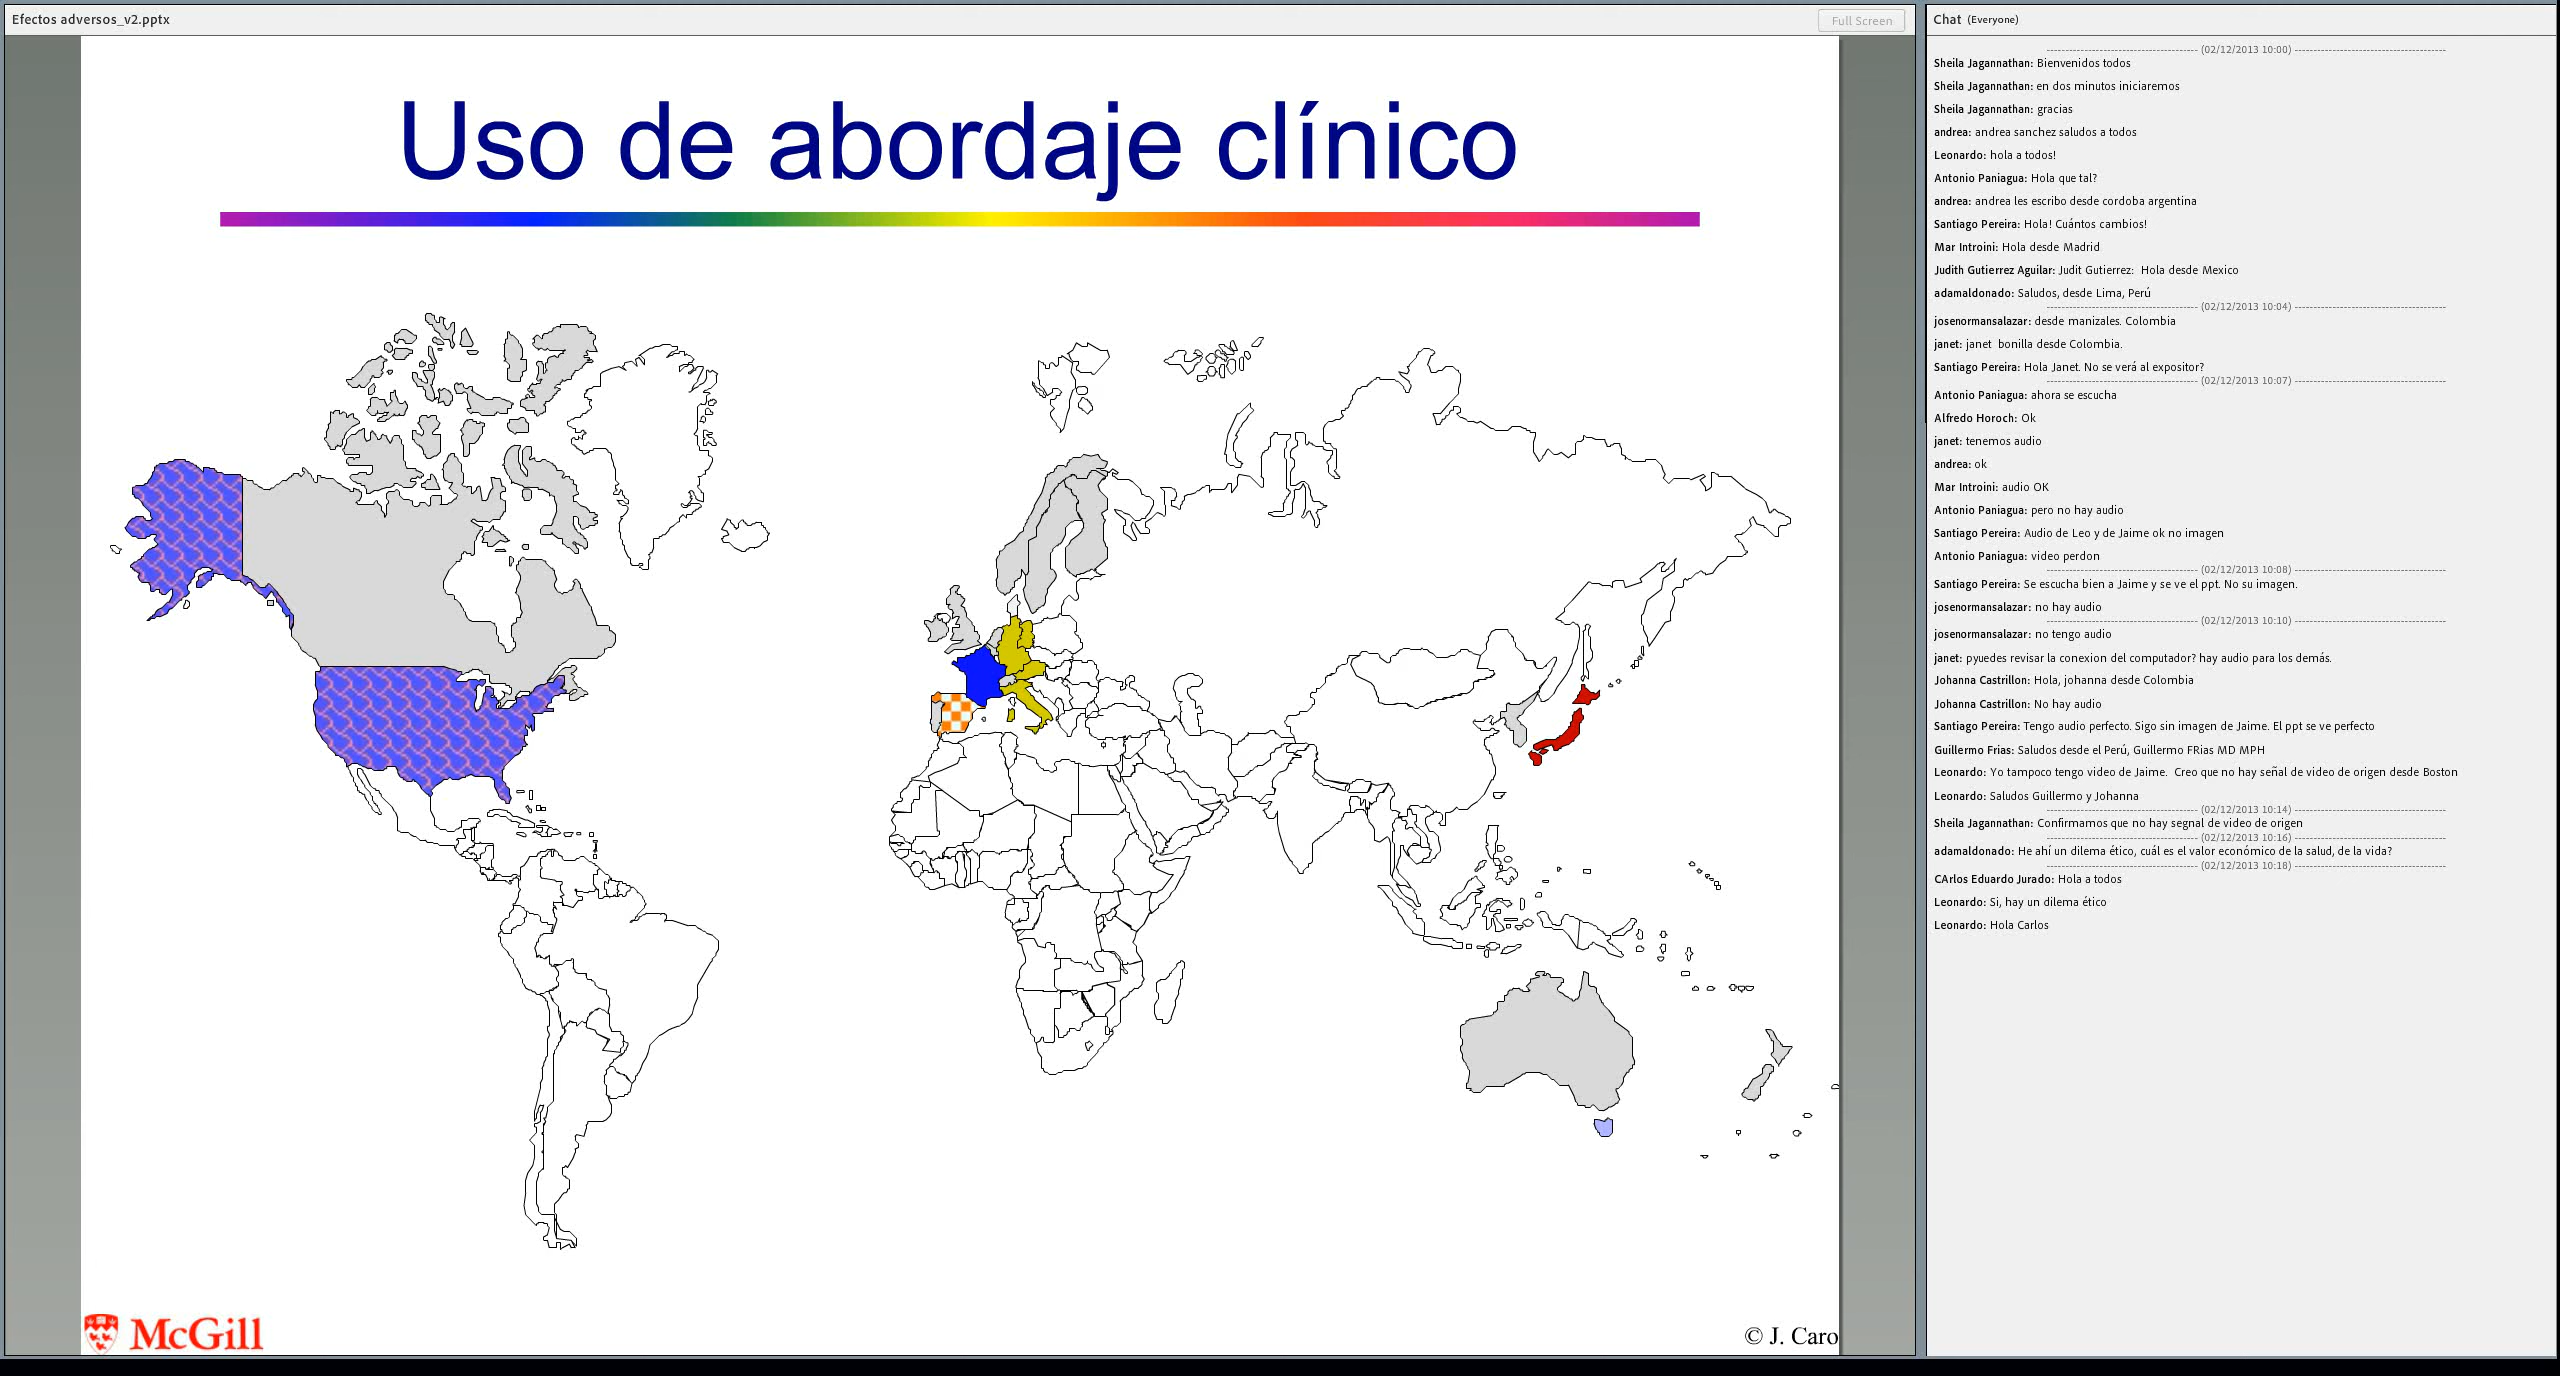 Efectos adversos_v2.pptx
Full Screen
Uso de abordaje clínico
McGill
© J. Caro
Chat (Everyone)
(02/12/2013 10:00)
Sheila Jagannathan: Bienvenidos todos
Sheila Jagannathan: en dos minutos iniciaremos
Sheila Jagannathan: gracias
andrea: andrea sanchez saludos a todos
Leonardo: hola a todos!
Antonio Paniagua: Hola que tal?
andrea: andrea les escribo desde cordoba argentina
Santiago Pereira: Hola! Cuántos cambios!
Mar Introini: Hola desde Madrid
Judith Gutierrez Aguilar: Judit Gutierrez: Hola desde Mexico
adamaldonado: Saludos, desde Lima, Perú
(02/12/2013 10:04)
josenormansalazar: desde manizales. Colombia
janet: janet bonilla desde Colombia.
Santiago Pereira: Hola Janet. No se verá al expositor?
(02/12/2013 10:07)
Antonio Paniagua: ahora se escucha
Alfredo Horoch: Ok
janet: tenemos audio
andrea: ok
Mar Introini: audio OK
Antonio Paniagua: pero no hay audio
Santiago Pereira: Audio de Leo y de Jaime ok no imagen
Antonio Paniagua: video perdon
(02/12/2013 10:08)
Santiago Pereira: Se escucha bien a Jaime y se ve el ppt. No su imagen.
josenormansalazar: no hay audio
(02/12/2013 10:10)
josenormansalazar: no tengo audio
janet: pyuedes revisar la conexion del computador? hay audio para los demás.
Johanna Castrillon: Hola, johanna desde Colombia
Johanna Castrillon: No hay audio
Santiago Pereira: Tengo audio perfecto. Sigo sin imagen de Jaime. El ppt se ve perfecto
Guillermo Frias: Saludos desde el Perú, Guillermo FRias MD MPH
Leonardo: Yo tampoco tengo video de Jaime. Creo que no hay señal de video de origen desde Boston
Leonardo: Saludos Guillermo y Johanna
(02/12/2013 10:14)
Sheila Jagannathan: Confirmamos que no hay segnal de video de origen
(02/12/2013 10:16)
adamaldonado: He ahí un dilema ético, cuál es el valor económico de la salud, de la vida?
(02/12/2013 10:18)
CArlos Eduardo Jurado: Hola a todos
Leonardo: Si, hay un dilema ético
Leonardo: Hola Carlos